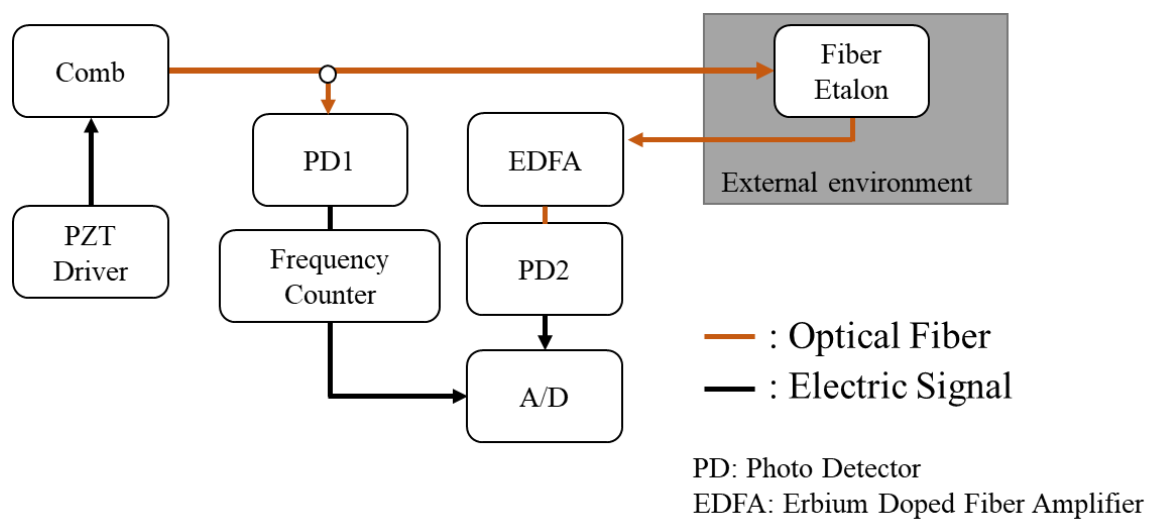 Comb
Fiber
Etalon
PD1
EDFA
External environment
PZT
Driver
Frequency
Counter
PD2
: Optical Fiber
: Electric Signal
A/D
PD: Photo Detector
EDFA: Erbium Doped Fiber Amplifier